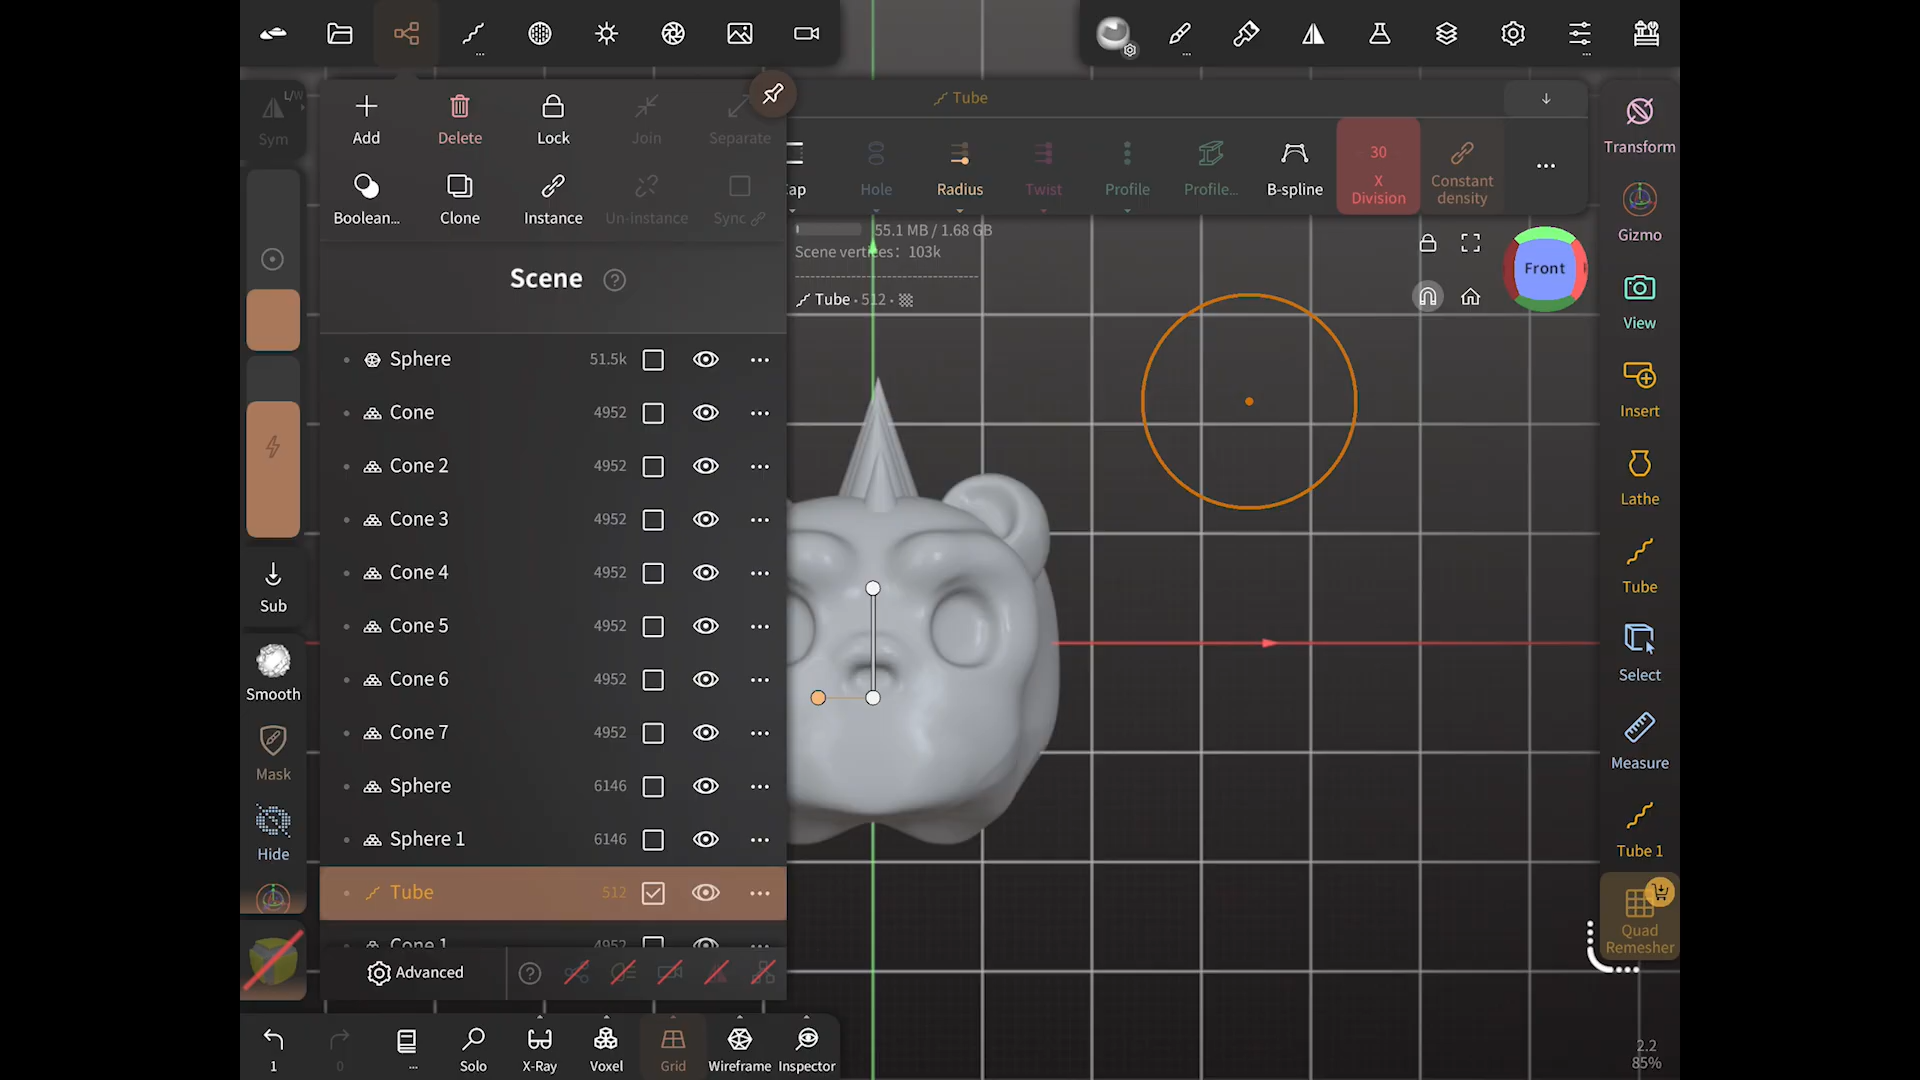 L/W
Sym
Add
Delete
Lock
Join
Separate
Boolean...
Clone
Instance
Un-instance
Sync
Scene ?
Sphere 51.5k ...
Cone 4952 ...
Cone 2 4952 ...
Cone 3 4952 ...
Cone 4 4952 ...
Cone 5 4952 ...
Cone 6 4952 ...
Cone 7 4952 ...
Sphere 6146 ...
Sphere 1 6146 ...
Tube 512 ...
Cone 1 4952
Advanced ?
Sub
Smooth
Mask
Hide
Tube
ap
Hole
Radius
Twist
Profile
Profile...
B-spline
30
X
Division
Constant
density
...
55.1 MB / 1.68 GB
Scene vertices: 103k
Tube • 512 •
Front
Transform
Gizmo
View
Insert
Lathe
Tube
Select
Measure
Tube 1
Quad
Remesher
1
0
...
Solo
X-Ray
Voxel
Grid
Wireframe
Inspector
2.2
85%